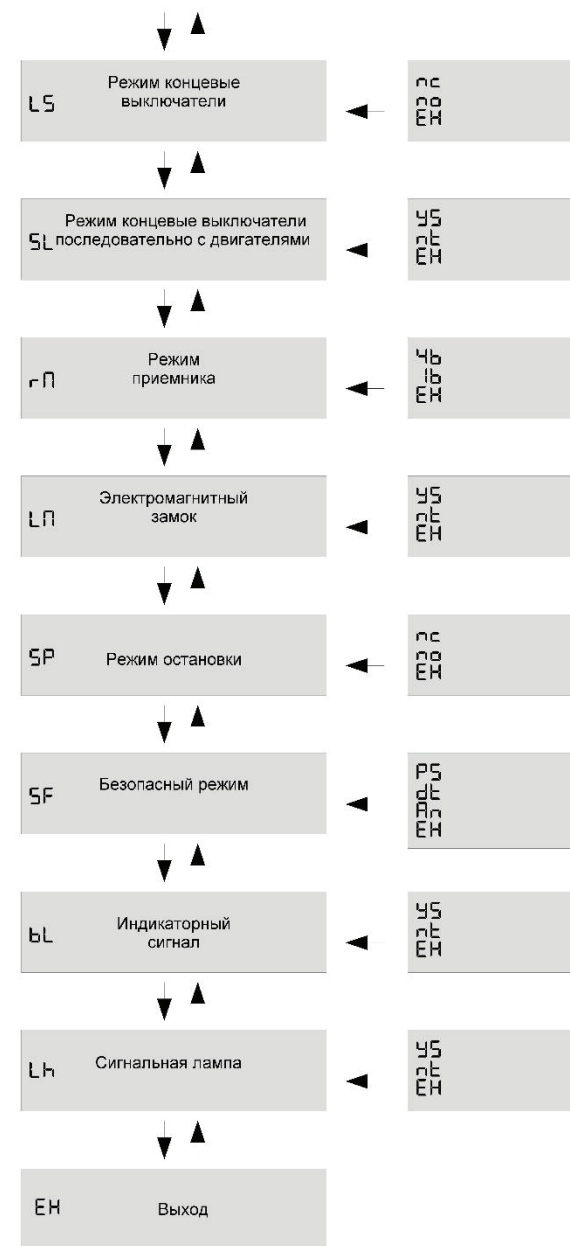 LS
Режим концевые
выключатели
nc
no
EH
SL
Режим концевые выключатели
последовательно с двигателями
YS
nt
EH
rM
Режим
приемника
4b
1b
EH
LM
Электромагнитный
замок
YS
nt
EH
SP
Режим остановки
nc
no
EH
SF
Безопасный режим
PS
dt
An
EH
bL
Индикаторный
сигнал
YS
nt
EH
Lh
Сигнальная лампа
YS
nt
EH
EH
Выход